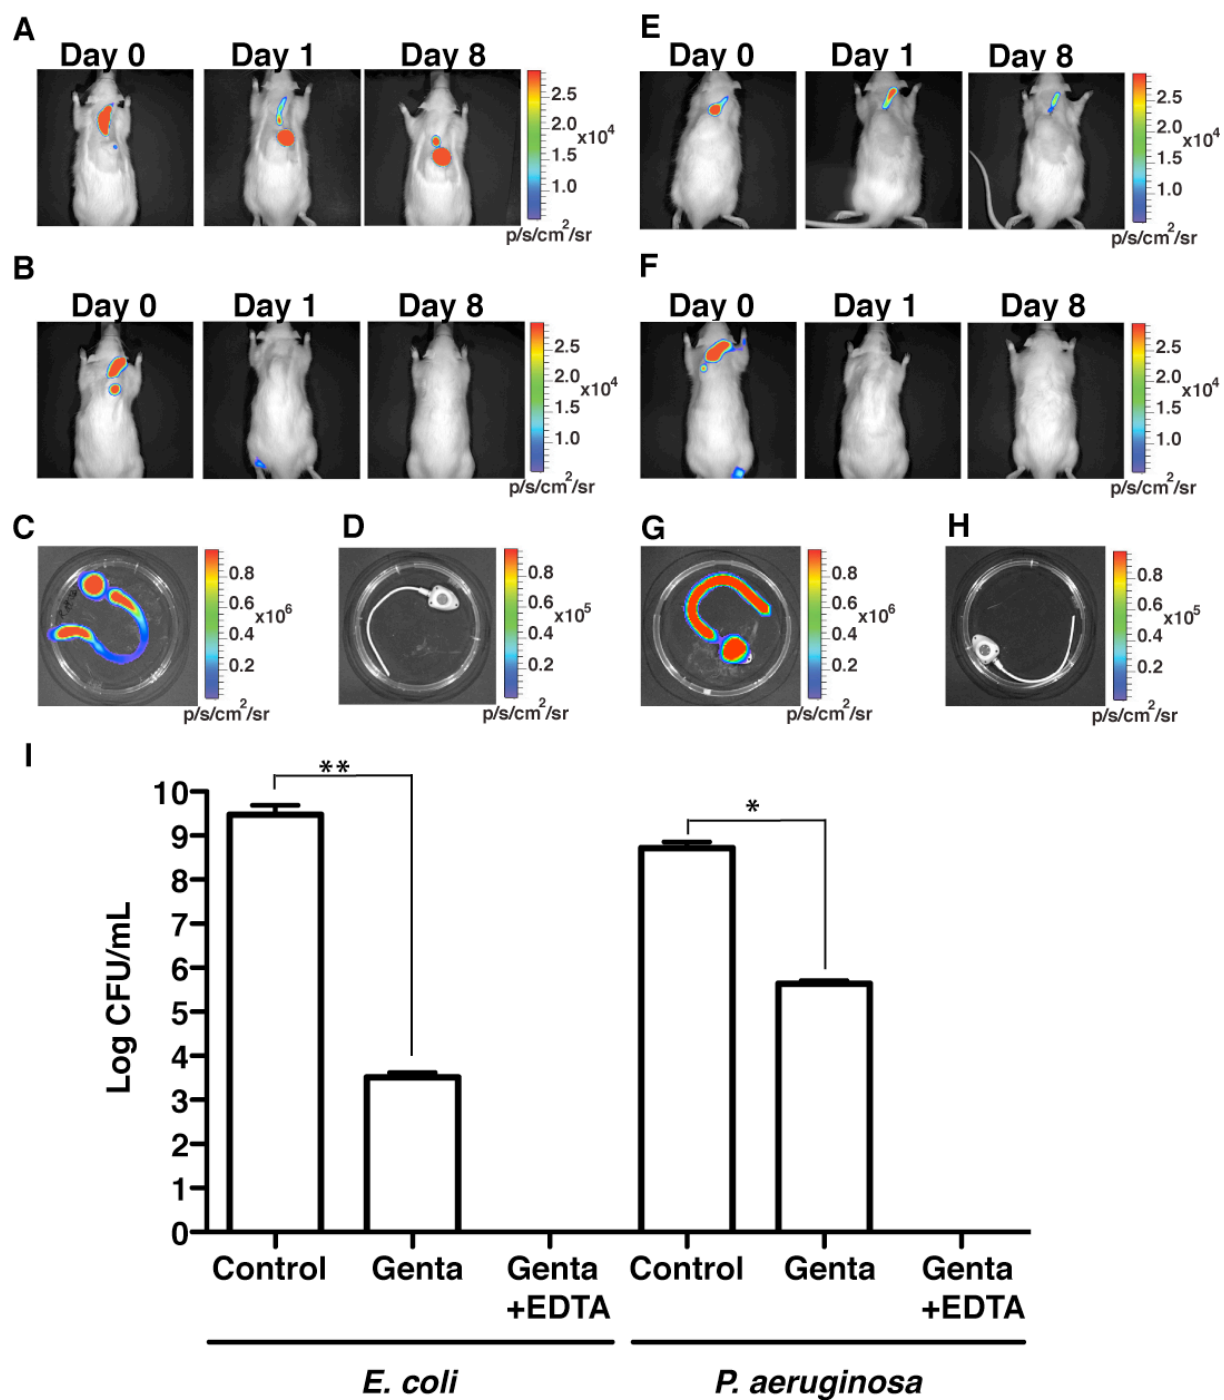 A
Day 0 Day 1 Day 8
2.5
2.0
x10^4
1.5
1.0
p/s/cm^2/sr
E
Day 0 Day 1 Day 8
2.5
2.0
x10^4
1.5
1.0
p/s/cm^2/sr
B
Day 0 Day 1 Day 8
2.5
2.0
x10^4
1.5
1.0
p/s/cm^2/sr
F
Day 0 Day 1 Day 8
2.5
2.0
x10^4
1.5
1.0
p/s/cm^2/sr
C
0.8
0.6
x10^6
0.4
0.2
p/s/cm^2/sr
D
0.8
0.6
x10^5
0.4
0.2
p/s/cm^2/sr
G
0.8
0.6
x10^6
0.4
0.2
p/s/cm^2/sr
H
0.8
0.6
x10^5
0.4
0.2
p/s/cm^2/sr
I
**
*
Log CFU/mL
10
9
8
7
6
5
4
3
2
1
0
Control Genta Genta +EDTA Control Genta Genta +EDTA
E. coli P. aeruginosa